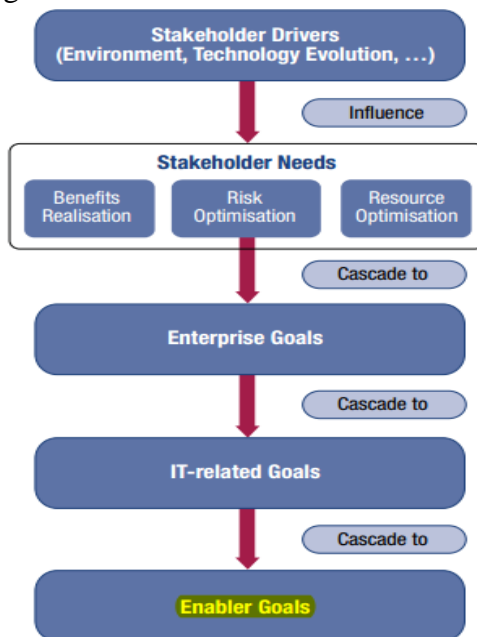 Stakeholder Drivers
(Environment, Technology Evolution, …)
Influence
Stakeholder Needs
Benefits
Realisation
Risk
Optimisation
Resource
Optimisation
Cascade to
Enterprise Goals
Cascade to
IT-related Goals
Cascade to
Enabler Goals